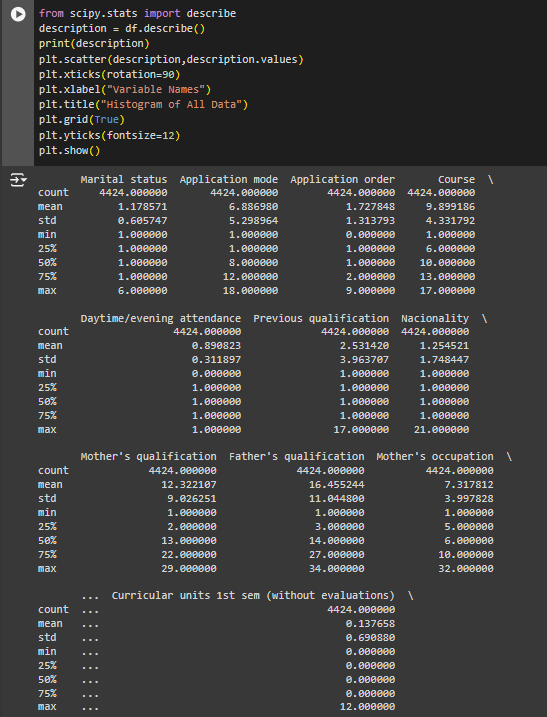 from scipy.stats import describe
description = df.describe()
print(description)
plt.scatter(description,description.values)
plt.xticks(rotation=90)
plt.xlabel("Variable Names")
plt.title("Histogram of All Data")
plt.grid(True)
plt.yticks(fontsize=12)
plt.show()
Marital status Application mode Application order Course \
count 4424.000000 4424.000000 4424.000000 4424.000000
mean 1.178571 6.886980 1.727848 9.899186
std 0.605747 5.298964 1.313793 4.331792
min 1.000000 1.000000 0.000000 1.000000
25% 1.000000 1.000000 1.000000 6.000000
50% 1.000000 8.000000 1.000000 10.000000
75% 1.000000 12.000000 2.000000 13.000000
max 6.000000 18.000000 9.000000 17.000000
Daytime/evening attendance Previous qualification Nacionality \
count 4424.000000 4424.000000 4424.000000
mean 0.890823 2.531420 1.254521
std 0.311897 3.963707 1.748447
min 0.000000 1.000000 1.000000
25% 1.000000 1.000000 1.000000
50% 1.000000 1.000000 1.000000
75% 1.000000 1.000000 1.000000
max 1.000000 17.000000 21.000000
Mother's qualification Father's qualification Mother's occupation \
count 4424.000000 4424.000000 4424.000000
mean 12.322107 16.455244 7.317812
std 9.026251 11.044800 3.997828
min 1.000000 1.000000 1.000000
25% 2.000000 3.000000 5.000000
50% 13.000000 14.000000 6.000000
75% 22.000000 27.000000 10.000000
max 29.000000 34.000000 32.000000
... Curricular units 1st sem (without evaluations) \
count ... 4424.000000
mean ... 0.137658
std ... 0.690880
min ... 0.000000
25% ... 0.000000
50% ... 0.000000
75% ... 0.000000
max ... 12.000000